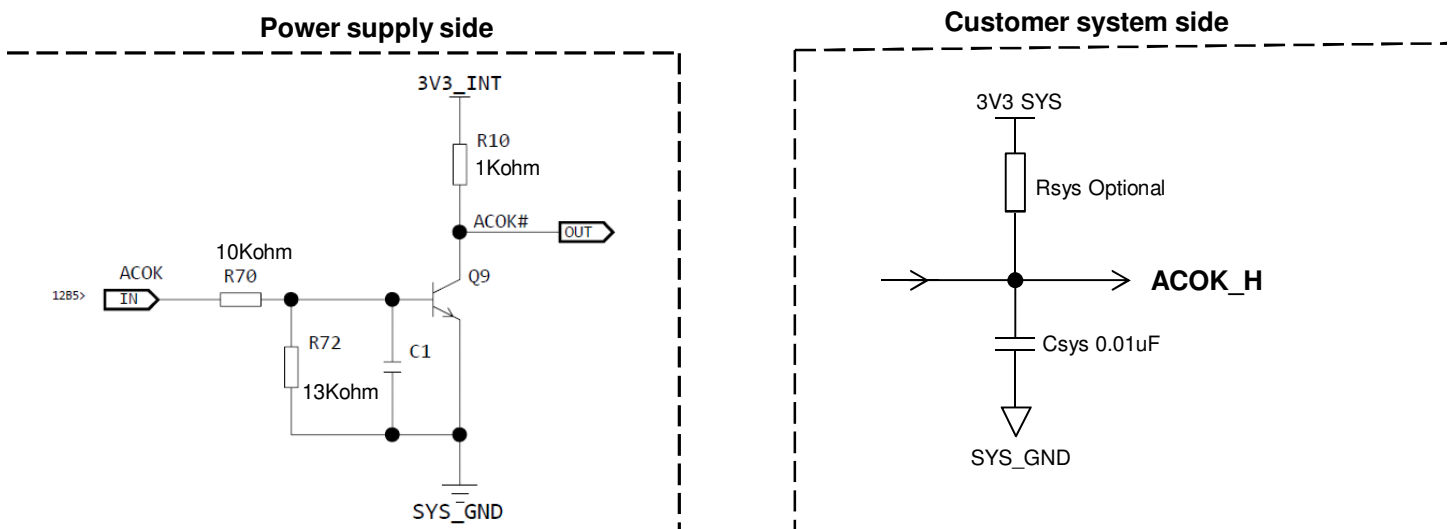 Power supply side
Customer system side
3V3_INT
R10
1Kohm
ACOK#
OUT
10Kohm
ACOK
R70
Q9
12B5>
IN
R72
C1
13Kohm
SYS_GND
3V3 SYS
Rsys Optional
ACOK_H
Csys 0.01uF
SYS_GND